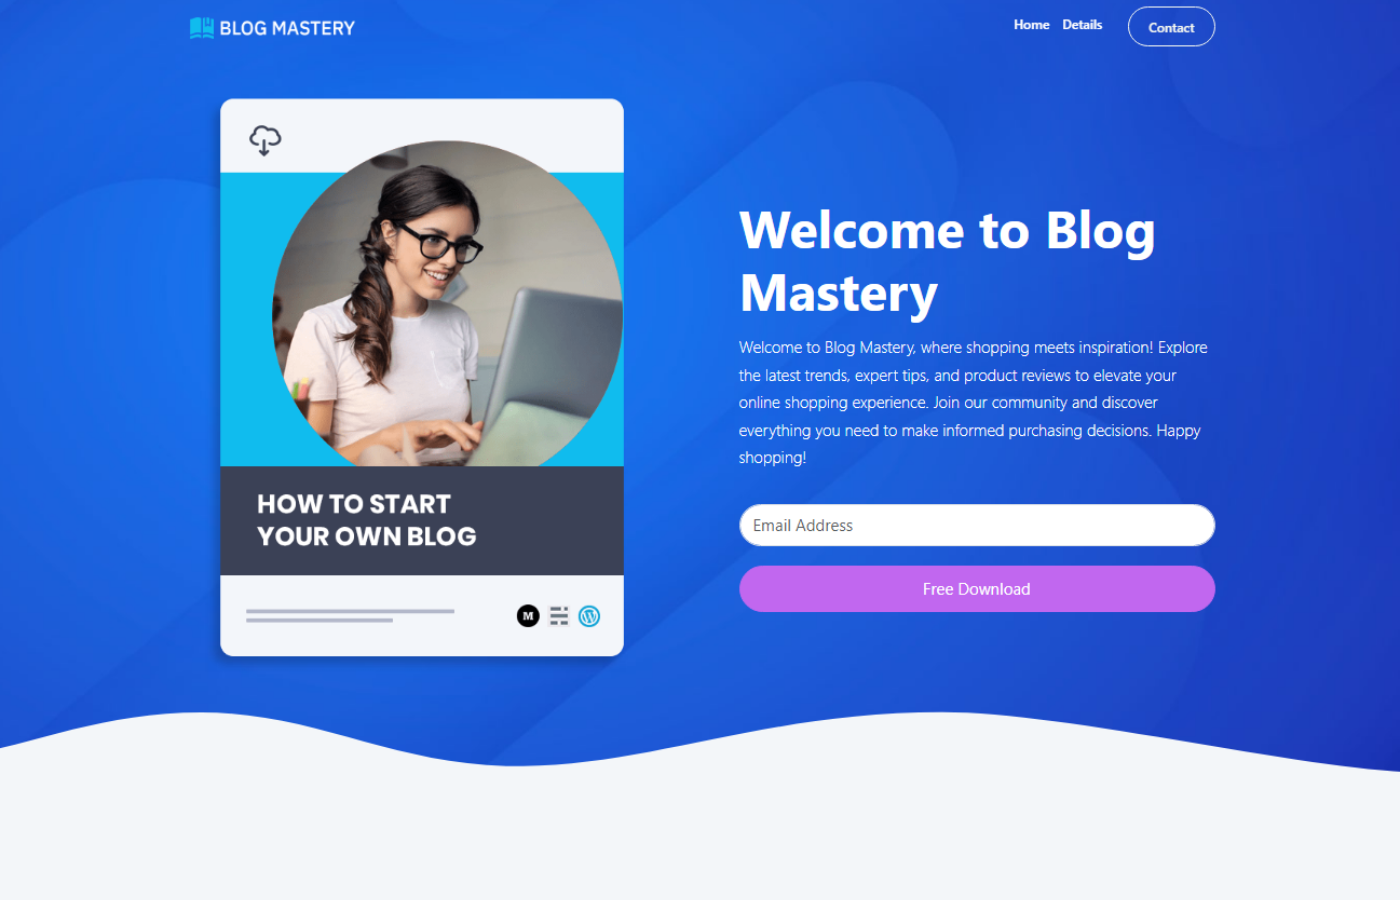 BLOG MASTERY
Home Details Contact
HOW TO START
YOUR OWN BLOG
M
Welcome to Blog
Mastery
Welcome to Blog Mastery, where shopping meets inspiration! Explore
the latest trends, expert tips, and product reviews to elevate your
online shopping experience. Join our community and discover
everything you need to make informed purchasing decisions. Happy
shopping!
Email Address
Free Download